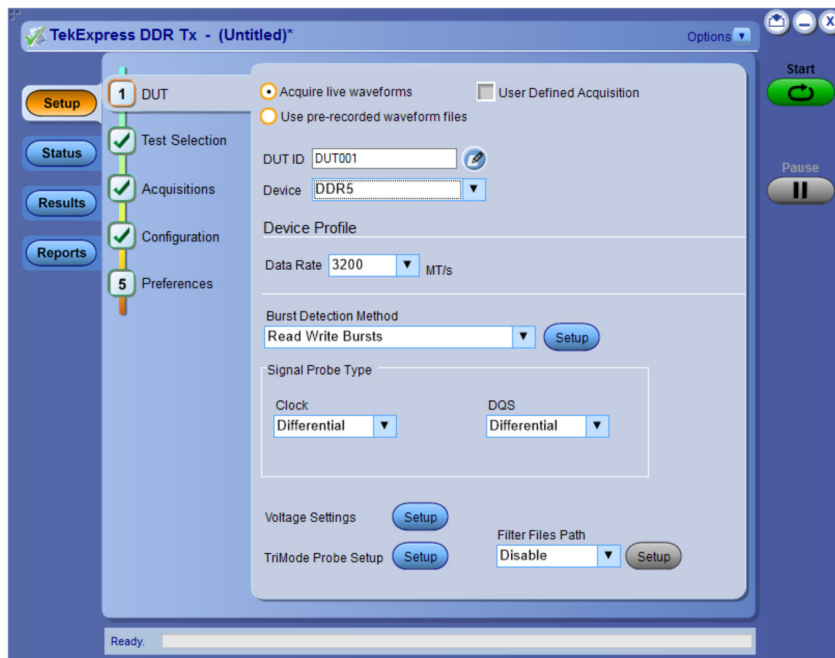 TekExpress DDR Tx - (Untitled)*
Options
Start
Pause
Setup
Status
Results
Reports
1 DUT
Test Selection
Acquisitions
Configuration
5 Preferences
Acquire live waveforms
User Defined Acquisition
Use pre-recorded waveform files
DUT ID DUT001
Device DDR5
Device Profile
Data Rate 3200 MT/s
Burst Detection Method
Read Write Bursts Setup
Signal Probe Type
Clock DQS
Differential Differential
Voltage Settings Setup
Filter Files Path
TriMode Probe Setup Setup Disable Setup
Ready.